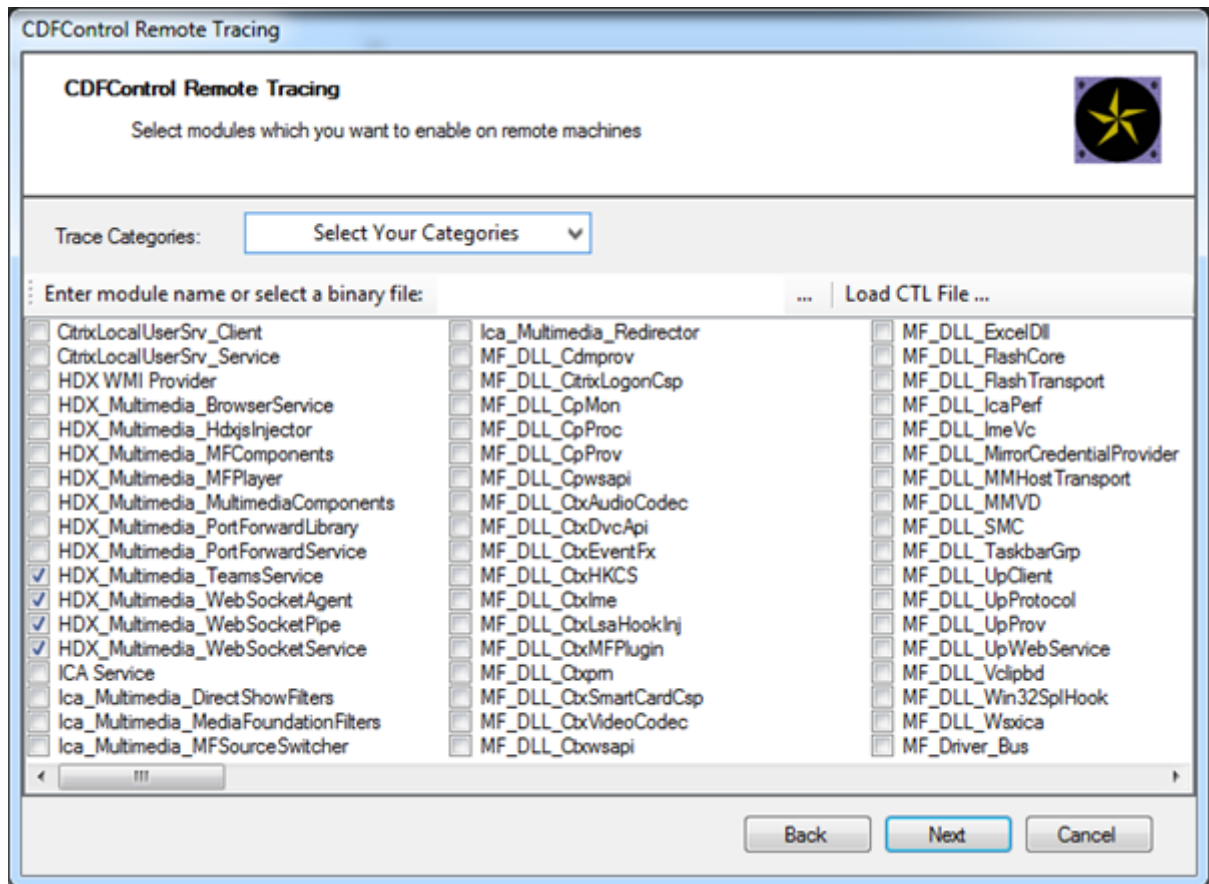 CDFControl Remote Tracing
CDFControl Remote Tracing
Select modules which you want to enable on remote machines
Trace Categories:
Select Your Categories
Enter module name or select a binary file:
...
Load CTL File ...
CitrixLocalUserSrv_Client
CitrixLocalUserSrv_Service
HDX WMI Provider
HDX_Multimedia_BrowserService
HDX_Multimedia_HdxjsInjector
HDX_Multimedia_MFComponents
HDX_Multimedia_MFPlayer
HDX_Multimedia_MultimediaComponents
HDX_Multimedia_PortForwardLibrary
HDX_Multimedia_PortForwardService
HDX_Multimedia_TeamsService
HDX_Multimedia_WebSocketAgent
HDX_Multimedia_WebSocketPipe
HDX_Multimedia_WebSocketService
ICA Service
Ica_Multimedia_DirectShowFilters
Ica_Multimedia_MediaFoundationFilters
Ica_Multimedia_MFSourceSwitcher
Ica_Multimedia_Redirector
MF_DLL_Cdmprov
MF_DLL_CitrixLogonCsp
MF_DLL_CpMon
MF_DLL_CpProc
MF_DLL_CpProv
MF_DLL_Cpwsapi
MF_DLL_CtxAudioCodec
MF_DLL_CtxDvcApi
MF_DLL_CtxEventFx
MF_DLL_CtxHKCS
MF_DLL_CtxIme
MF_DLL_CtxLsaHookInj
MF_DLL_CtxMFPlugin
MF_DLL_Ctxpm
MF_DLL_CtxSmartCardCsp
MF_DLL_CtxVideoCodec
MF_DLL_Ctxwsapi
MF_DLL_ExcelDll
MF_DLL_FlashCore
MF_DLL_FlashTransport
MF_DLL_IcaPerf
MF_DLL_ImeVc
MF_DLL_MirrorCredentialProvider
MF_DLL_MMHostTransport
MF_DLL_MMVD
MF_DLL_SMC
MF_DLL_TaskbarGrp
MF_DLL_UpClient
MF_DLL_UpProtocol
MF_DLL_UpProv
MF_DLL_UpWebService
MF_DLL_Vclipbd
MF_DLL_Win32SplHook
MF_DLL_Wsxica
MF_Driver_Bus
Back
Next
Cancel